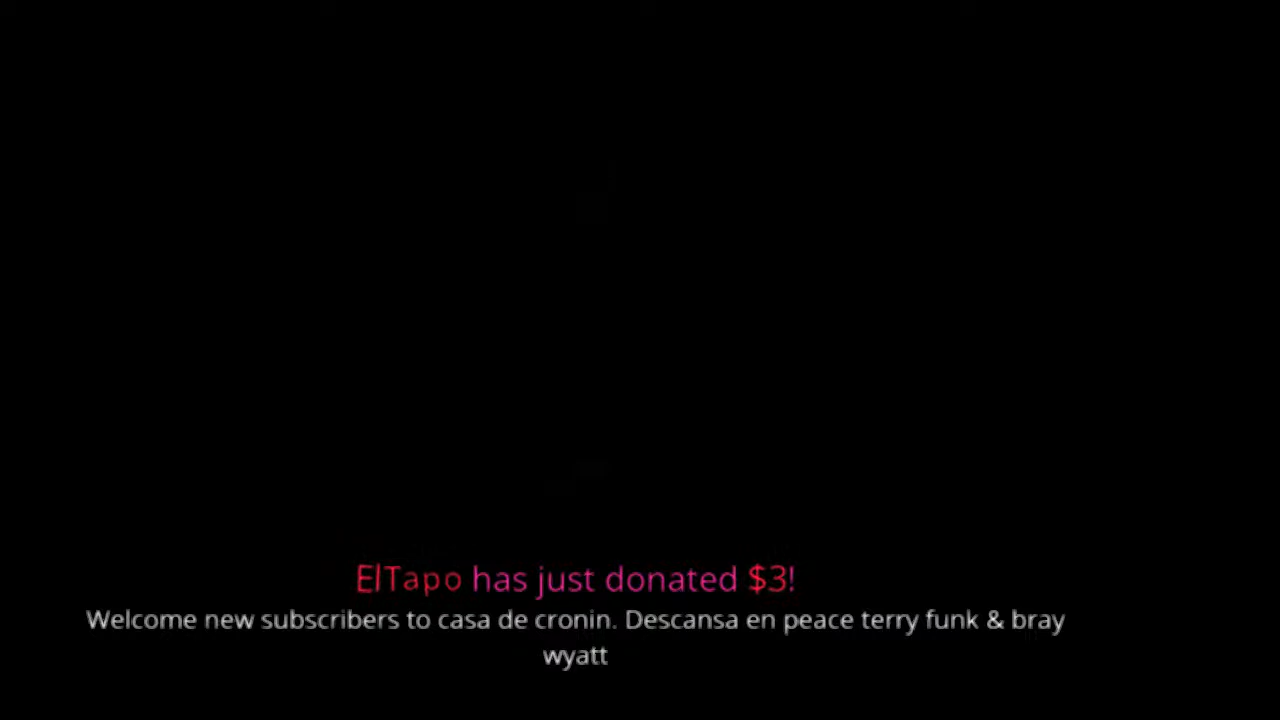 ElTapo has just donated $3!
Welcome new subscribers to casa de cronin. Descansa en peace terry funk & bray
wyatt